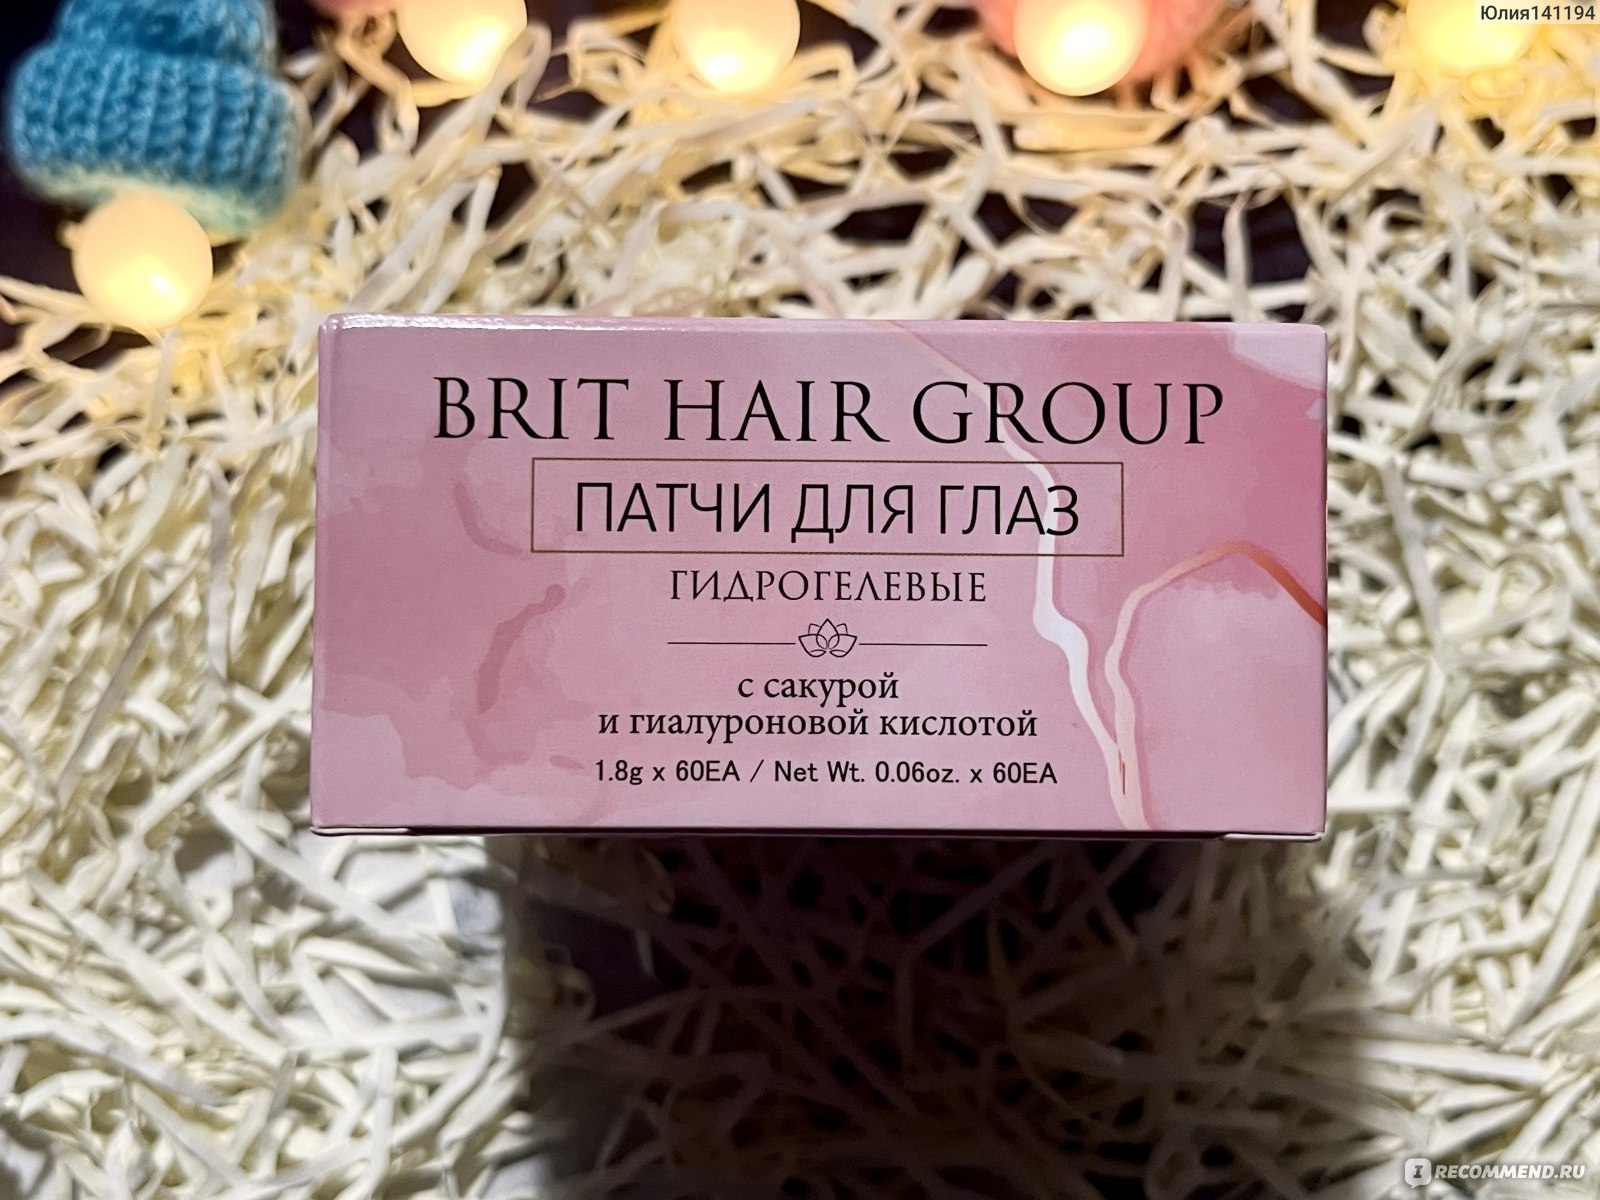 Юлия141194
BRIT HAIR GROUP
ПАТЧИ ДЛЯ ГЛАЗ
ГИДРОГЕЛЕВЫЕ
с сакурой
и гиалуроновой кислотой
1.8g x 60EA / Net Wt. 0.06oz. x 60EA
IRECOMMEND.RU